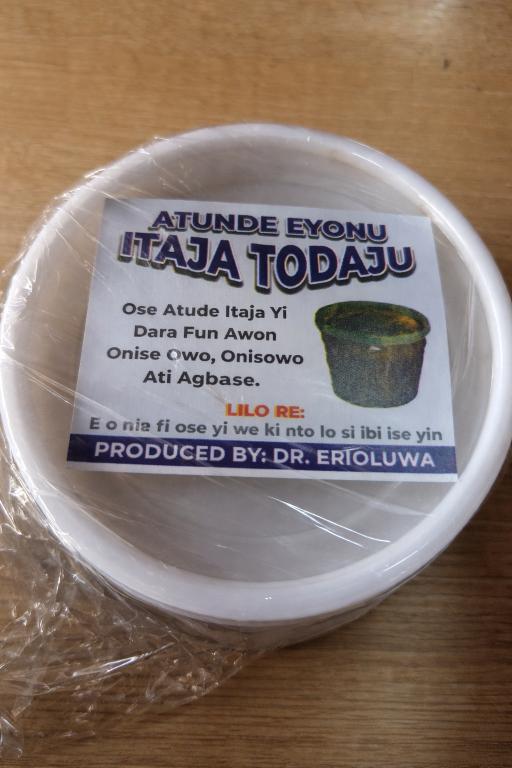 ATUNDE EYONU
ITAJA TODAJU
Ose Atude Itaja Yi
Dara Fun Awon
Onise Owo, Onisowo
Ati Agbase.
LILO RE:
E o nia fi ose yi we ki nto lo si ibi ise yin
PRODUCED BY: DR. ERIOLUWA